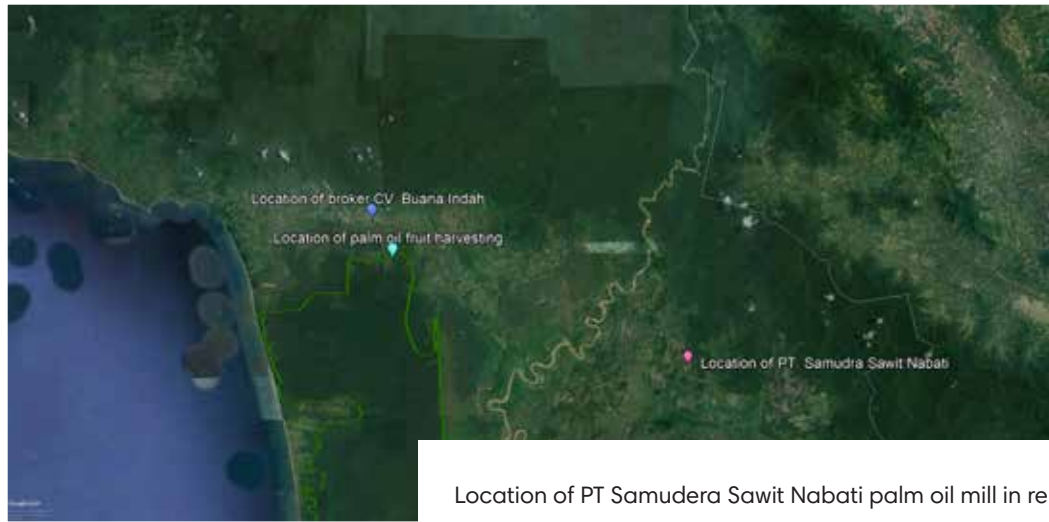 Location of broker CV. Buana Indah
Location of palm oil fruit harvesting
Location of PT. Samudra Sawit Nabati
Location of PT Samudera Sawit Nabati palm oil mill in re